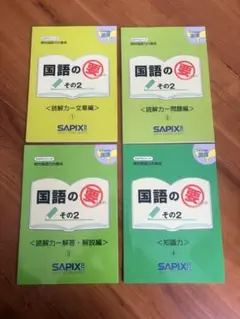 国語の要
その2
<読解力ー文章編>
①
SAPIX
国語の要
その2
<読解力ー問題編>
②
SAPIX
国語の要
その2
<読解力ー解答・解説編>
③
SAPIX
国語の要
その2
<知識力>
4
SAPIX